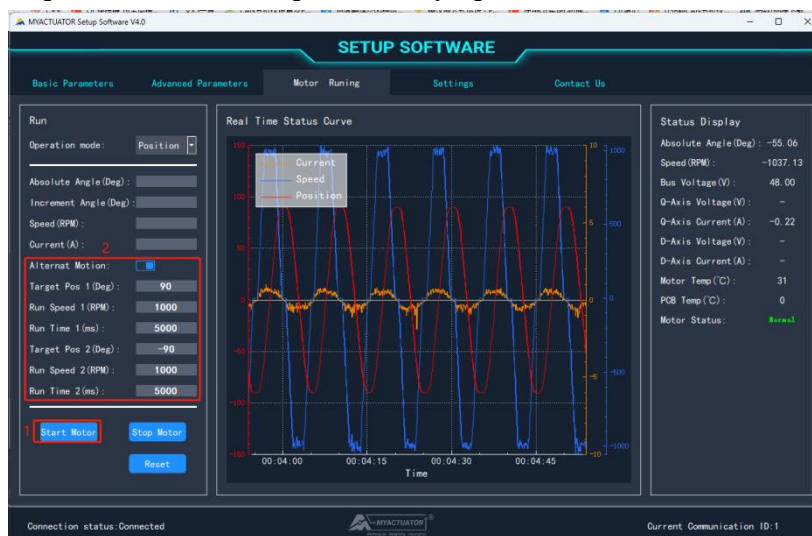 MYACTUATOR Setup Software V4.0
SETUP SOFTWARE
Basic Parameters Advanced Parameters Motor Runing Settings Contact Us
Run
Operation mode: Position
Absolute Angle(Deg):
Increment Angle(Deg):
Speed(RPM):
Current(A):
2
Alternat Motion:
Target Pos 1(Deg): 90
Run Speed 1(RPM): 1000
Run Time 1(ms): 5000
Target Pos 2(Deg): -90
Run Speed 2(RPM): 1000
Run Time 2(ms): 5000
1 Start Motor Stop Motor
Reset
Real Time Status Curve
Current
Speed
Position
150
100
50
0
-50
-100
-150
10
5
0
-5
-10
1000
500
0
-500
-1000
00:04:00 00:04:15 00:04:30 00:04:45
Time
Status Display
Absolute Angle(Deg): -55.06
Speed(RPM): -1037.13
Bus Voltage(V): 48.00
Q-Axis Voltage(V): -
Q-Axis Current(A): -0.22
D-Axis Voltage(V): -
D-Axis Current(A): -
Motor Temp(℃): 31
PCB Temp(℃): 0
Motor Status: Normal
Connection status:Connected
MYACTUATOR
Current Communication ID:1